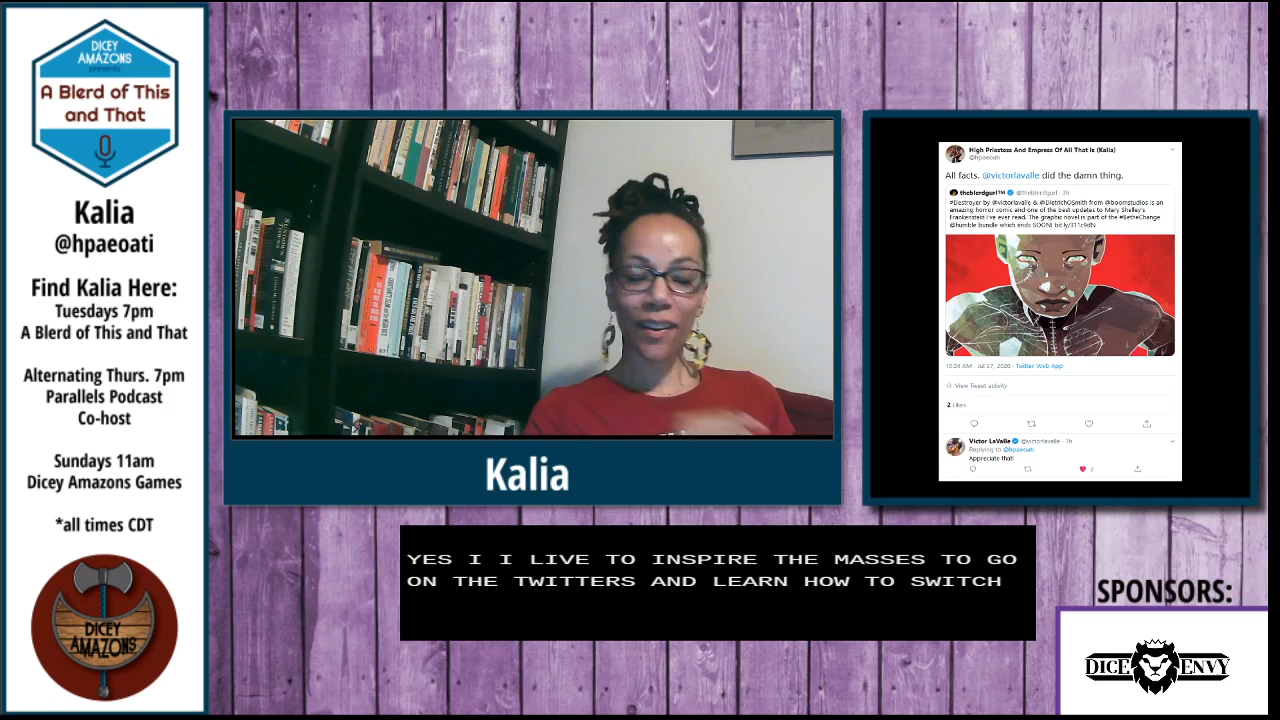 DICEY
AMAZONS
presents
A Blerd of This
and That
Kalia
@hpaeoati
Find Kalia Here:
Tuesdays 7pm
A Blerd of This and That
Alternating Thurs. 7pm
Parallels Podcast
Co-host
Sundays 11am
Dicey Amazons Games
*all times CDT
DICEY
AMAZONS
Kalia
High Priestess And Empress Of All That Is (Kalia)
@hpaeoati
All facts. @victorlavalle did the damn thing.
theblerdgurl™ @theblerdgurl · 3h
#Destroyer by @victorlavalle & @DietrichOSmith from @boomstudios is an
amazing horror comic and one of the best updates to Mary Shelley's
Frankenstein I've ever read. The graphic novel is part of the #BetheChange
@humble bundle which ends SOON!
10:24 AM · Jul 27, 2020 · Twitter Web App
View Tweet activity
2 Likes
Victor LaValle @victorlavalle · 1h
Replying to @hpaeoati
Appreciate that!
2
YES I I LIVE TO INSPIRE THE MASSES TO GO
ON THE TWITTERS AND LEARN HOW TO SWITCH
SPONSORS:
DICE ENVY